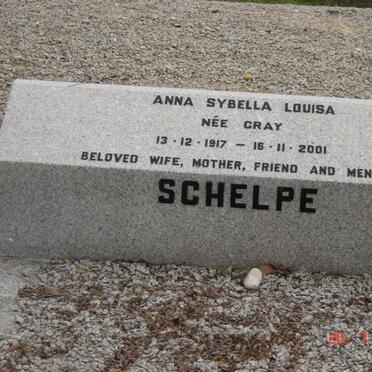 ANNA SYBELLA LOUISA
NÉE GRAY
13 · 12 · 1917 — 16 · 11 · 2001
BELOVED WIFE, MOTHER, FRIEND AND MEN
SCHELPE